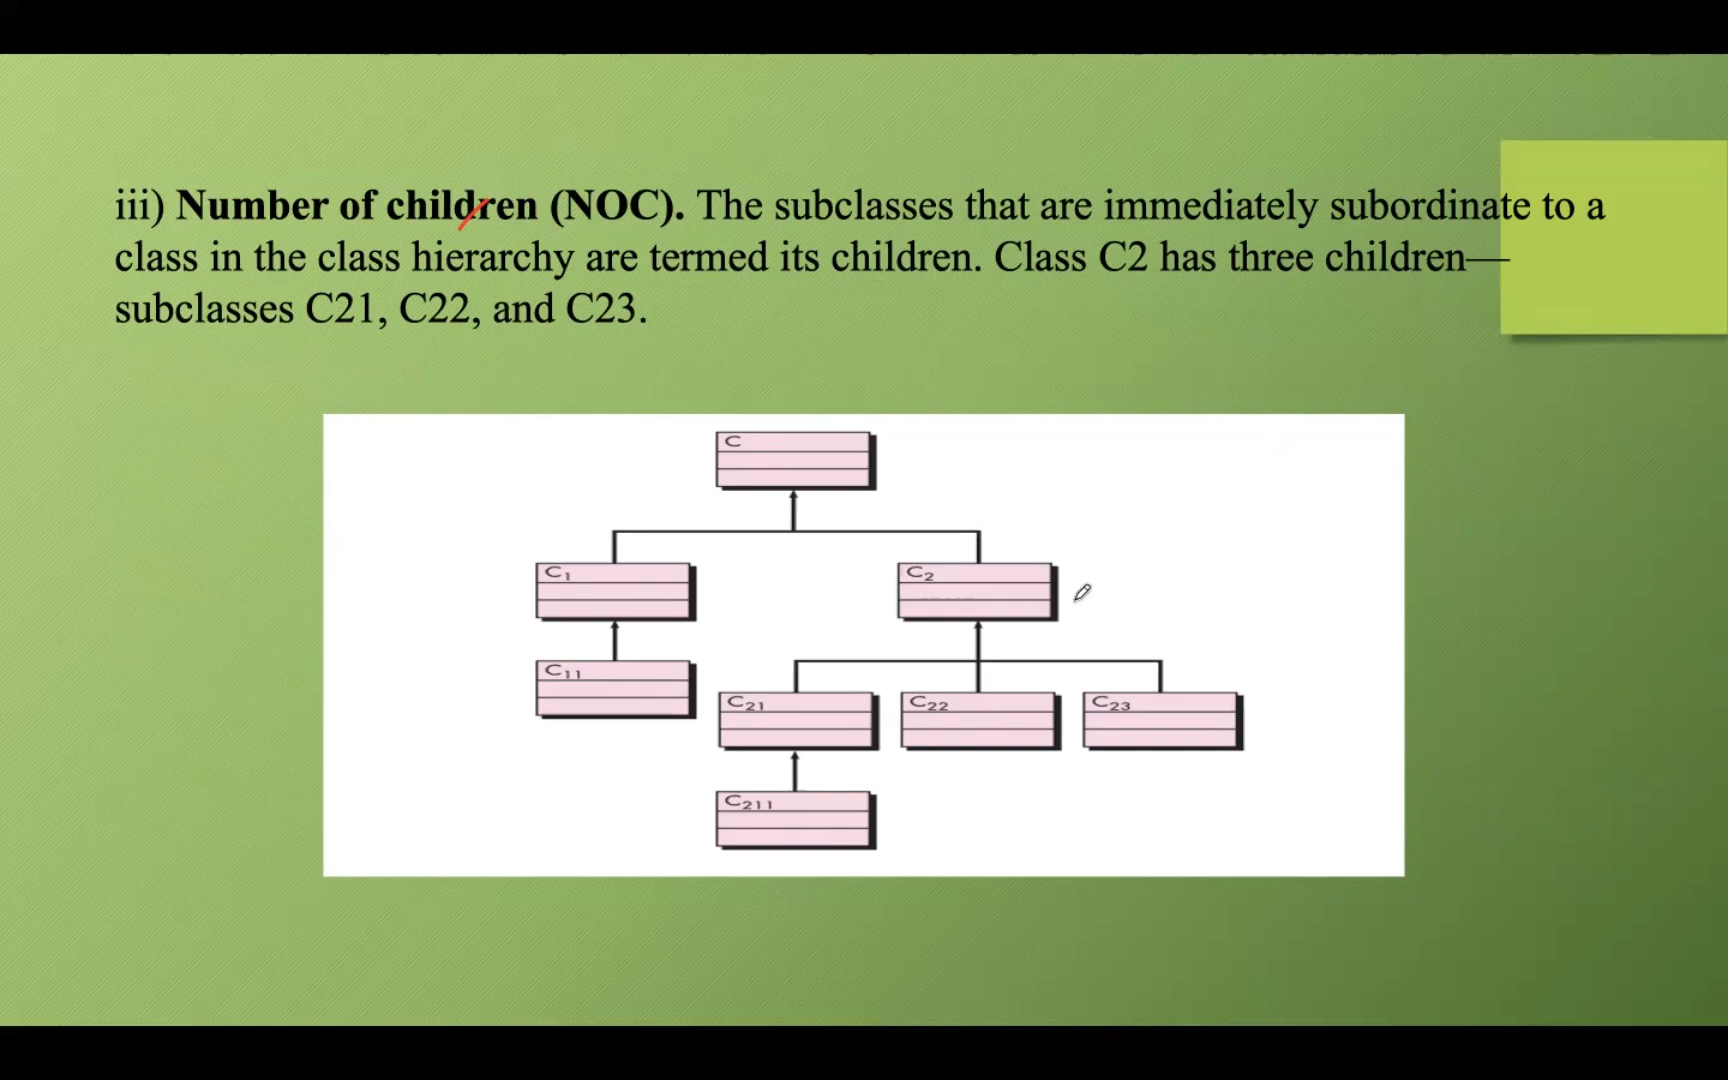 iii) Number of children (NOC). The subclasses that are immediately subordinate to a
class in the class hierarchy are termed its children. Class C2 has three children—
subclasses C21, C22, and C23.
C
C1
C2
C11
C21
C22
C23
C211